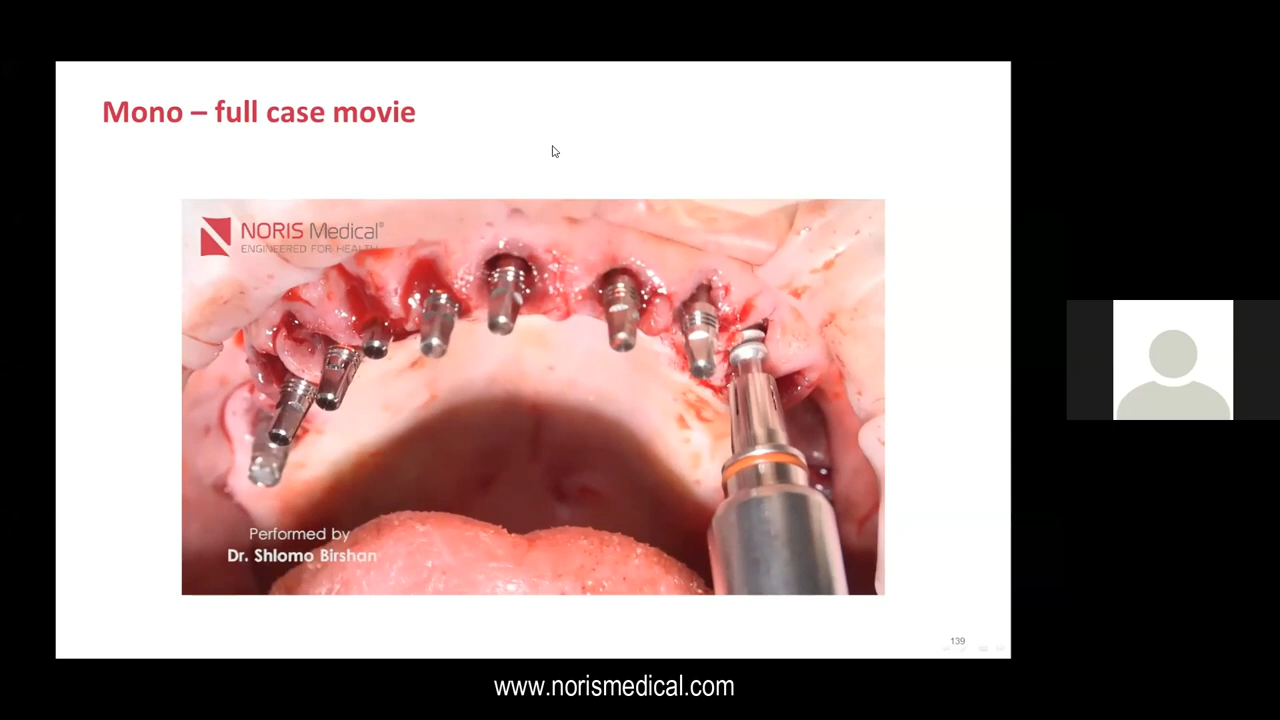 Mono – full case movie
NORIS Medical®
ENGINEERED FOR HEALTH
Performed by
Dr. Shlomo Birshan
139
www.norismedical.com